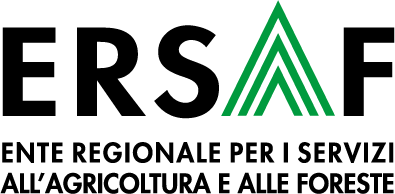 ERSAF
ENTE REGIONALE PER I SERVIZI
ALL'AGRICOLTURA E ALLE FORESTE